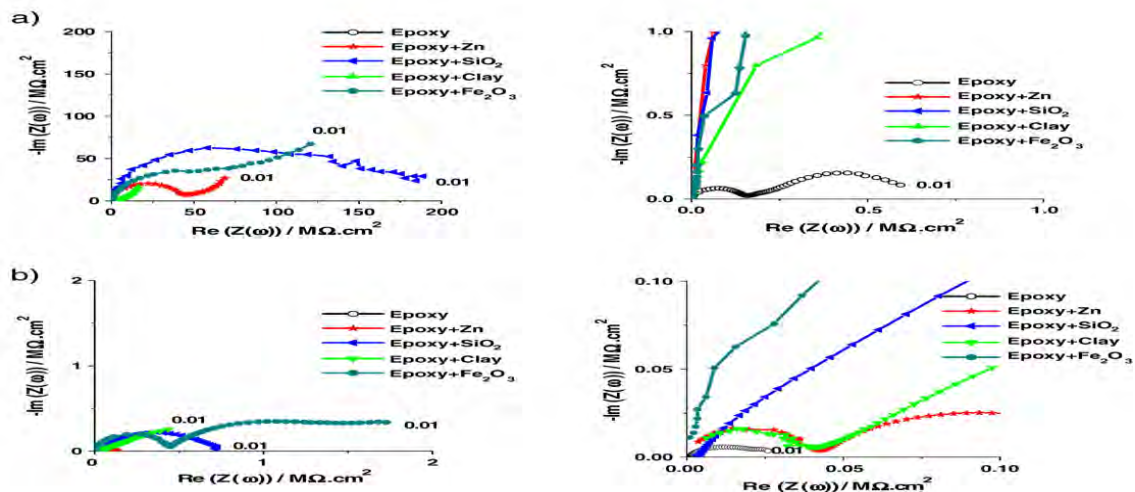 a)
-Im(Z(ω)) / MΩ.cm²
200
150
100
50
0
0 50 100 150 200
Re (Z(ω)) / MΩ.cm²
Epoxy
Epoxy+Zn
Epoxy+SiO₂
Epoxy+Clay
Epoxy+Fe₂O₃
0.01
0.01
0.01
-Im(Z(ω)) / MΩ.cm²
1.0
0.5
0.0
0.0 0.5 1.0
Re (Z(ω)) / MΩ.cm²
Epoxy
Epoxy+Zn
Epoxy+SiO₂
Epoxy+Clay
Epoxy+Fe₂O₃
0.01
b)
-Im(Z(ω)) / MΩ.cm²
2
1
0
0 1 2
Re (Z(ω)) / MΩ.cm²
Epoxy
Epoxy+Zn
Epoxy+SiO₂
Epoxy+Clay
Epoxy+Fe₂O₃
0.01
0.01
0.01
-Im(Z(ω)) / MΩ.cm²
0.10
0.05
0.00
0.00 0.05 0.10
Re (Z(ω)) / MΩ.cm²
Epoxy
Epoxy+Zn
Epoxy+SiO₂
Epoxy+Clay
Epoxy+Fe₂O₃
0.01